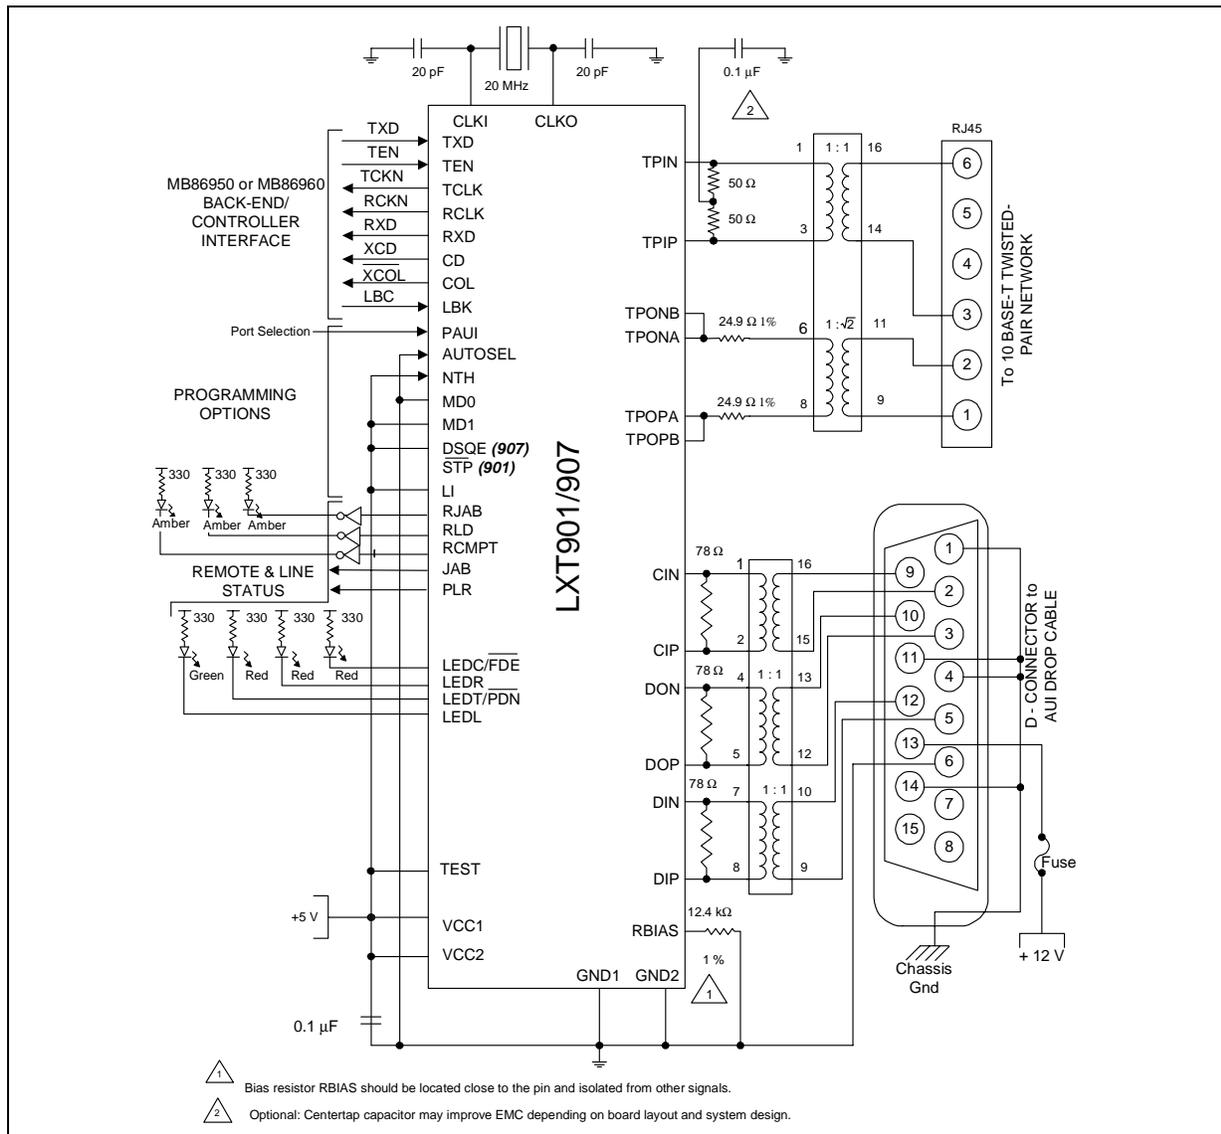 20 pF
20 MHz
20 pF
0.1 µF
2
CLKI
CLKO
TXD
TEN
TCKN
RCKN
RXD
XCD
XCOL
LBC
MB86950 or MB86960
BACK-END/
CONTROLLER
INTERFACE
TXD
TEN
TCLK
RCLK
RXD
CD
COL
LBK
Port Selection
PAUI
AUTOSEL
NTH
MD0
MD1
DSQE (907)
STP (901)
LI
PROGRAMMING
OPTIONS
330
330
330
Amber
Amber
Amber
RJAB
RLD
RCMPT
JAB
PLR
REMOTE & LINE
STATUS
330
330
330
330
Green
Red
Red
Red
LEDC/FDE
LEDR
LEDT/PDN
LEDL
TEST
+5 V
VCC1
VCC2
0.1 µF
LXT901/907
TPIN
50 Ω
50 Ω
TPIP
TPONB
TPONA
24.9 Ω 1%
TPOPA
TPOPB
24.9 Ω 1%
1
1 : 1
16
3
14
6
1 : √2
11
8
9
RJ45
6
5
4
3
2
1
To 10 BASE-T TWISTED-
PAIR NETWORK
CIN
78 Ω
CIP
DON
78 Ω
DOP
DIN
78 Ω
DIP
1
16
2
15
4
1 : 1
13
5
12
7
1 : 1
10
8
9
1
9
2
10
3
11
4
12
5
13
6
14
7
15
8
D - CONNECTOR to
AUI DROP CABLE
Fuse
+ 12 V
Chassis
Gnd
RBIAS
12.4 kΩ
1 %
1
GND1
GND2
1
Bias resistor RBIAS should be located close to the pin and isolated from other signals.
2
Optional: Centertap capacitor may improve EMC depending on board layout and system design.